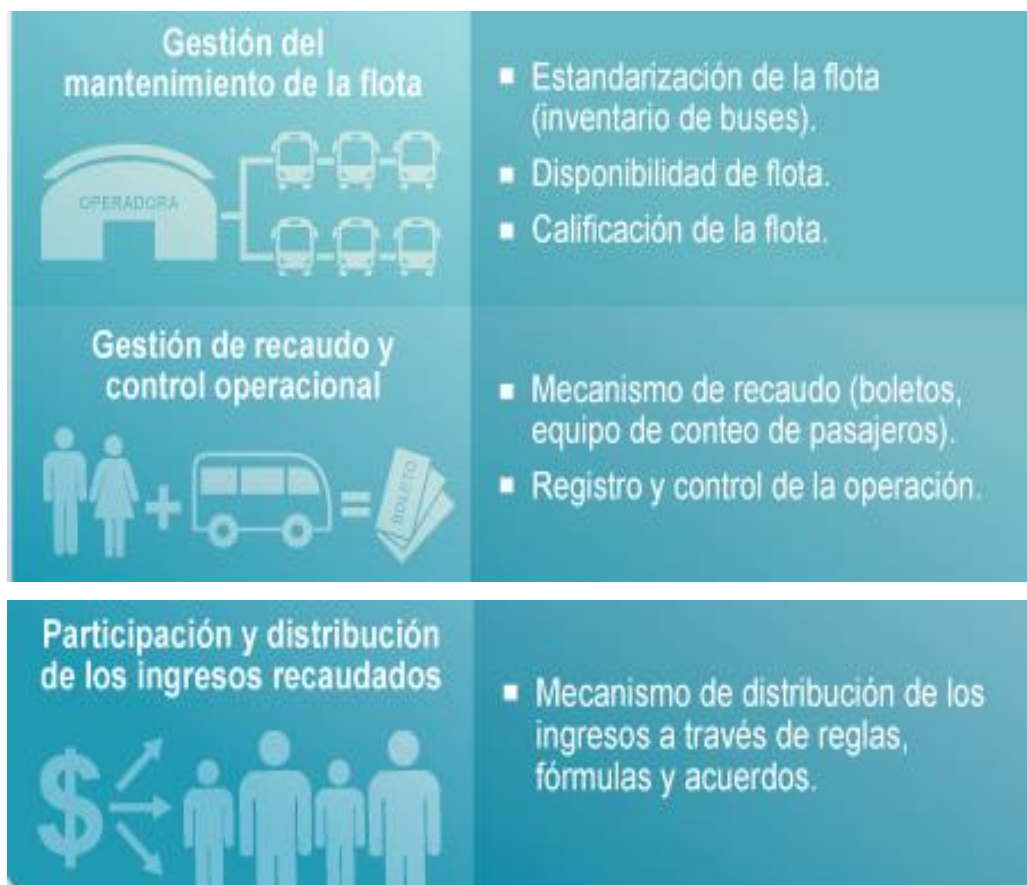 Gestión del
mantenimiento de la flota
OPERADORA
■ Estandarización de la flota
(inventario de buses).
■ Disponibilidad de flota.
■ Calificación de la flota.
Gestión de recaudo y
control operacional
BOLETO
■ Mecanismo de recaudo (boletos,
equipo de conteo de pasajeros).
■ Registro y control de la operación.
Participación y distribución
de los ingresos recaudados
$
■ Mecanismo de distribución de los
ingresos a través de reglas,
fórmulas y acuerdos.